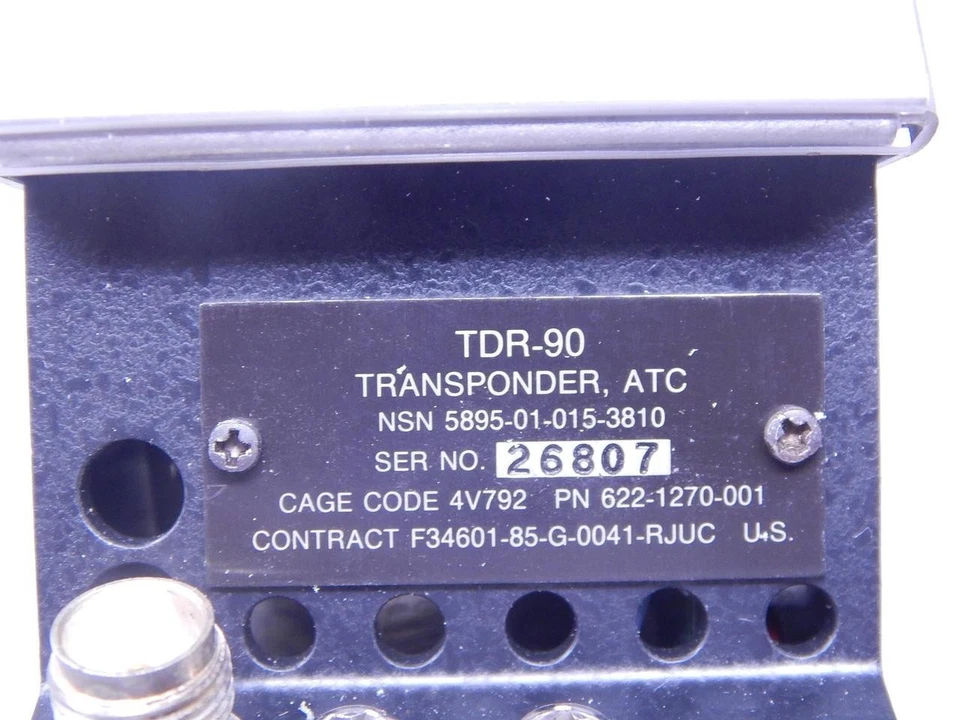 TDR-90
TRANSPONDER, ATC
NSN 5895-01-015-3810
SER NO. 26807
CAGE CODE 4V792 PN 622-1270-001
CONTRACT F34601-85-G-0041-RJUC U.S.